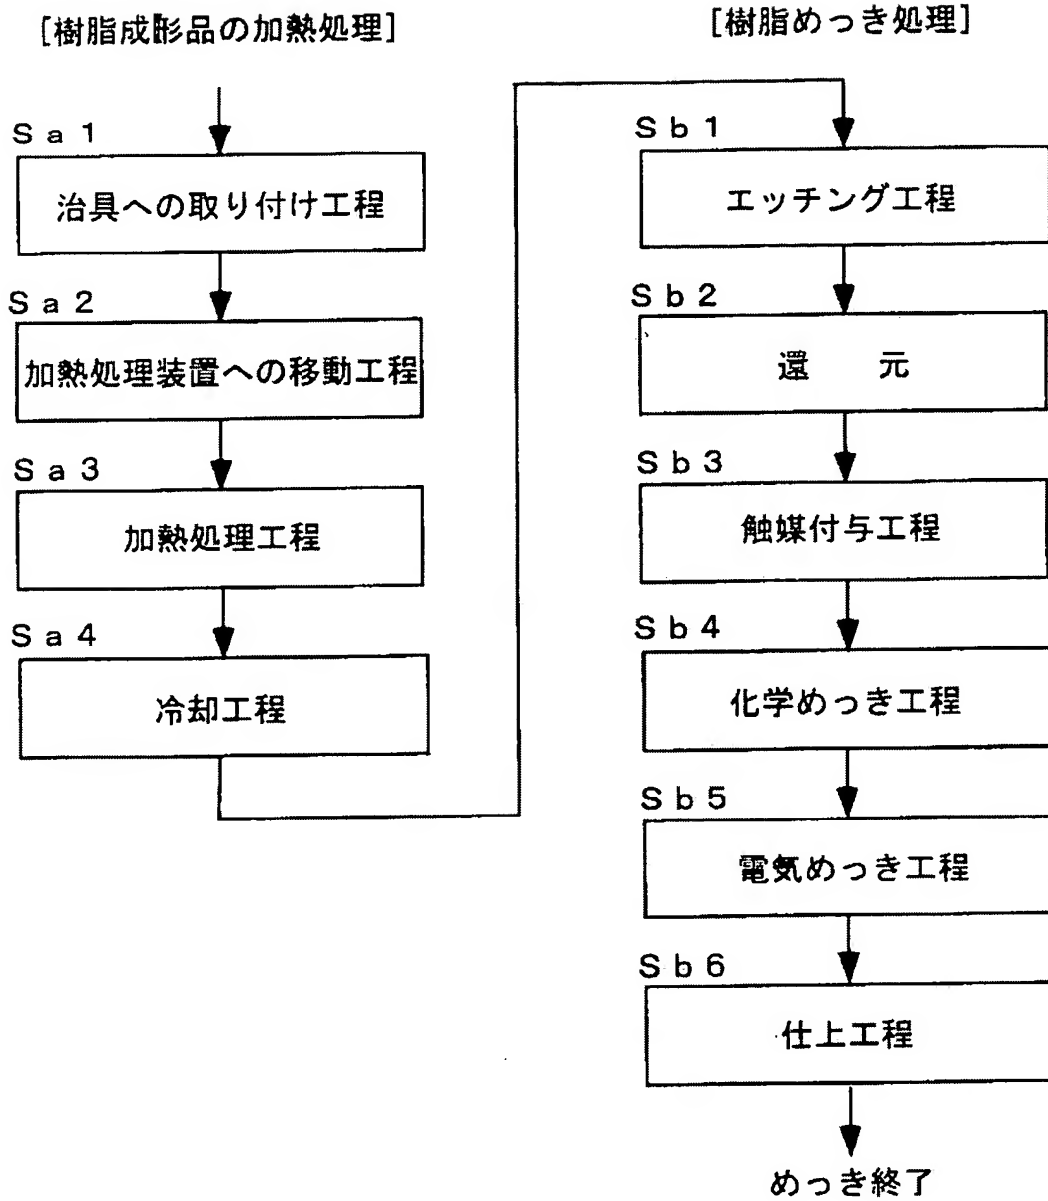 [樹脂成形品の加熱処理]
Sa1
治具への取り付け工程
Sa2
加熱処理装置への移動工程
Sa3
加熱処理工程
Sa4
冷却工程
[樹脂めっき処理]
Sb1
エッチング工程
Sb2
還 元
Sb3
触媒付与工程
Sb4
化学めっき工程
Sb5
電気めっき工程
Sb6
仕上工程
めっき終了